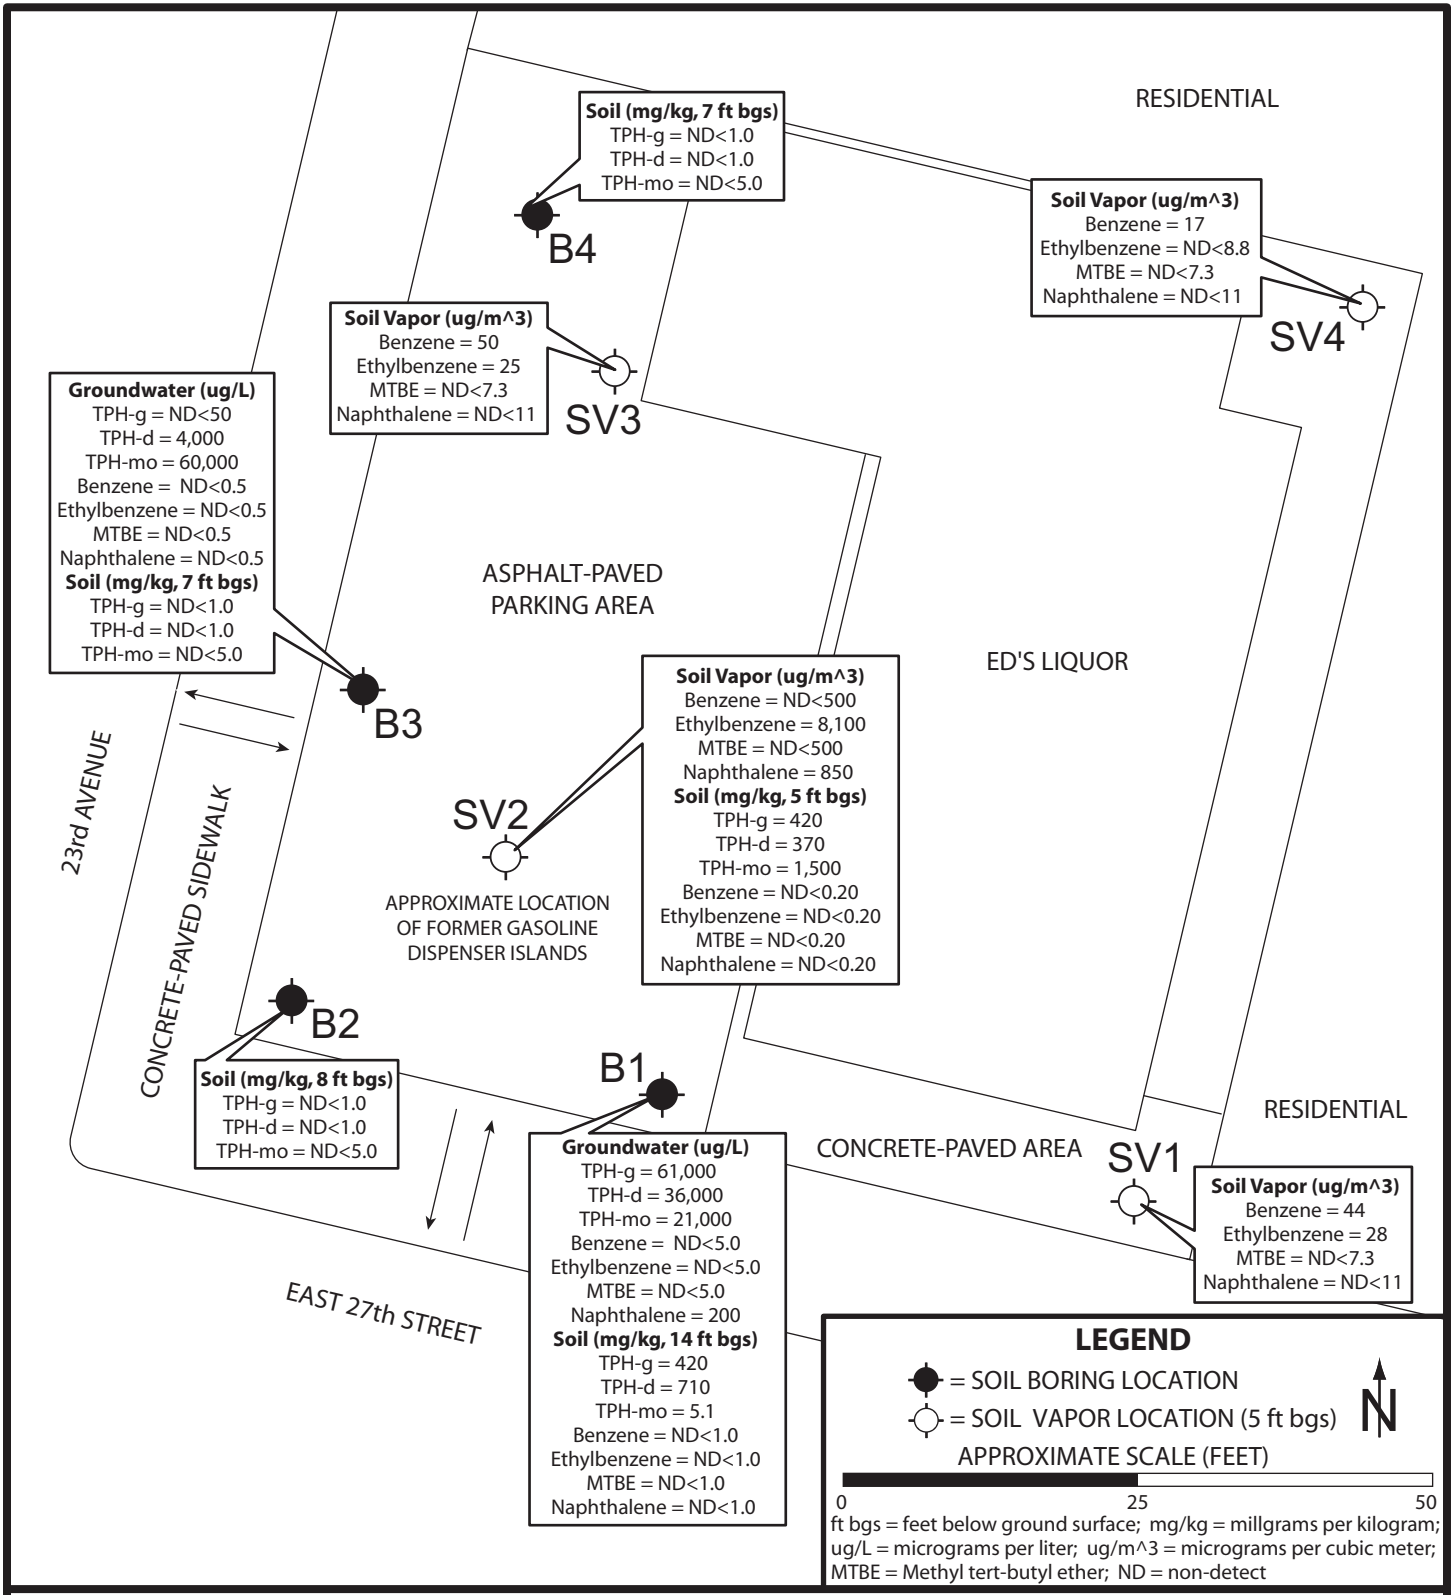 RESIDENTIAL
Soil (mg/kg, 7 ft bgs)
TPH-g = ND<1.0
TPH-d = ND<1.0
TPH-mo = ND<5.0
B4
Soil Vapor (ug/m^3)
Benzene = 17
Ethylbenzene = ND<8.8
MTBE = ND<7.3
Naphthalene = ND<11
SV4
Soil Vapor (ug/m^3)
Benzene = 50
Ethylbenzene = 25
MTBE = ND<7.3
Naphthalene = ND<11
SV3
Groundwater (ug/L)
TPH-g = ND<50
TPH-d = 4,000
TPH-mo = 60,000
Benzene = ND<0.5
Ethylbenzene = ND<0.5
MTBE = ND<0.5
Naphthalene = ND<0.5
Soil (mg/kg, 7 ft bgs)
TPH-g = ND<1.0
TPH-d = ND<1.0
TPH-mo = ND<5.0
B3
ASPHALT-PAVED
PARKING AREA
ED'S LIQUOR
Soil Vapor (ug/m^3)
Benzene = ND<500
Ethylbenzene = 8,100
MTBE = ND<500
Naphthalene = 850
Soil (mg/kg, 5 ft bgs)
TPH-g = 420
TPH-d = 370
TPH-mo = 1,500
Benzene = ND<0.20
Ethylbenzene = ND<0.20
MTBE = ND<0.20
Naphthalene = ND<0.20
SV2
APPROXIMATE LOCATION
OF FORMER GASOLINE
DISPENSER ISLANDS
23rd AVENUE
CONCRETE-PAVED SIDEWALK
B2
Soil (mg/kg, 8 ft bgs)
TPH-g = ND<1.0
TPH-d = ND<1.0
TPH-mo = ND<5.0
B1
Groundwater (ug/L)
TPH-g = 61,000
TPH-d = 36,000
TPH-mo = 21,000
Benzene = ND<5.0
Ethylbenzene = ND<5.0
MTBE = ND<5.0
Naphthalene = 200
Soil (mg/kg, 14 ft bgs)
TPH-g = 420
TPH-d = 710
TPH-mo = 5.1
Benzene = ND<1.0
Ethylbenzene = ND<1.0
MTBE = ND<1.0
Naphthalene = ND<1.0
CONCRETE-PAVED AREA
RESIDENTIAL
SV1
Soil Vapor (ug/m^3)
Benzene = 44
Ethylbenzene = 28
MTBE = ND<7.3
Naphthalene = ND<11
EAST 27th STREET
LEGEND
= SOIL BORING LOCATION
= SOIL VAPOR LOCATION (5 ft bgs)
N
APPROXIMATE SCALE (FEET)
0 25 50
ft bgs = feet below ground surface; mg/kg = millgrams per kilogram;
ug/L = micrograms per liter; ug/m^3 = micrograms per cubic meter;
MTBE = Methyl tert-butyl ether; ND = non-detect